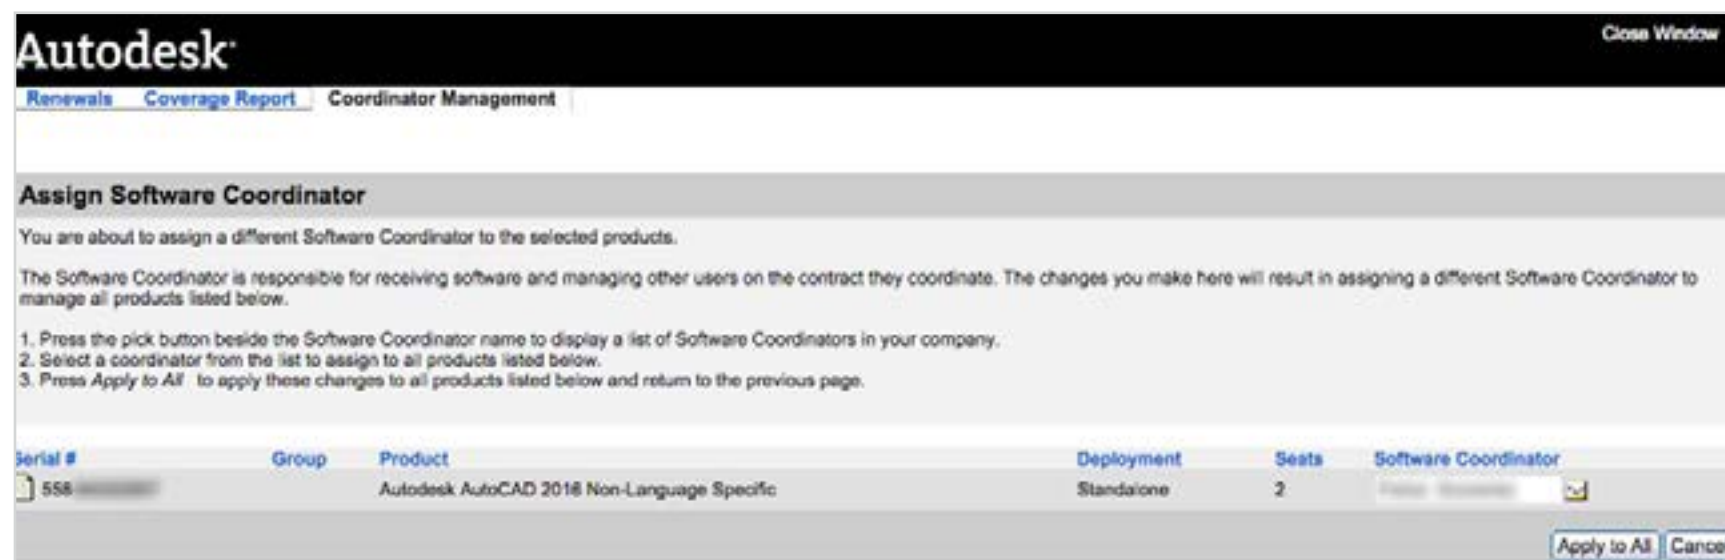 Close Window
Autodesk
Renewals Coverage Report Coordinator Management
Assign Software Coordinator
You are about to assign a different Software Coordinator to the selected products.
The Software Coordinator is responsible for receiving software and managing other users on the contract they coordinate. The changes you make here will result in assigning a different Software Coordinator to
manage all products listed below.
1. Press the pick button beside the Software Coordinator name to display a list of Software Coordinators in your company.
2. Select a coordinator from the list to assign to all products listed below.
3. Press Apply to All to apply these changes to all products listed below and return to the previous page.
Serial # Group Product Deployment Seats Software Coordinator
558 Autodesk AutoCAD 2016 Non-Language Specific Standalone 2
Apply to All Cance